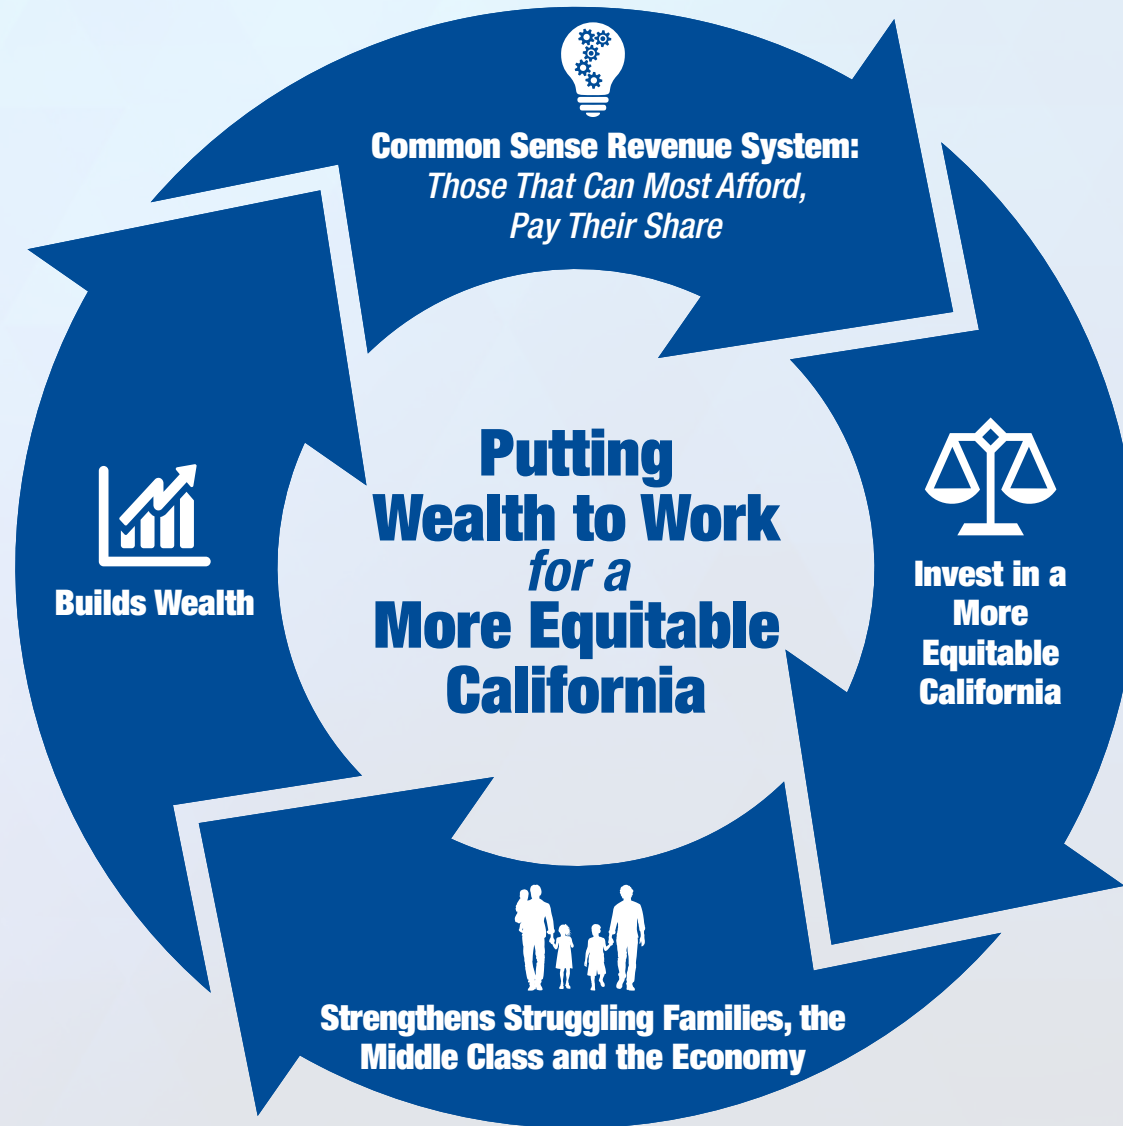 Common Sense Revenue System:
Those That Can Most Afford,
Pay Their Share
Putting
Wealth to Work
for a
More Equitable
California
Invest in a
More
Equitable
California
Strengthens Struggling Families, the
Middle Class and the Economy
Builds Wealth